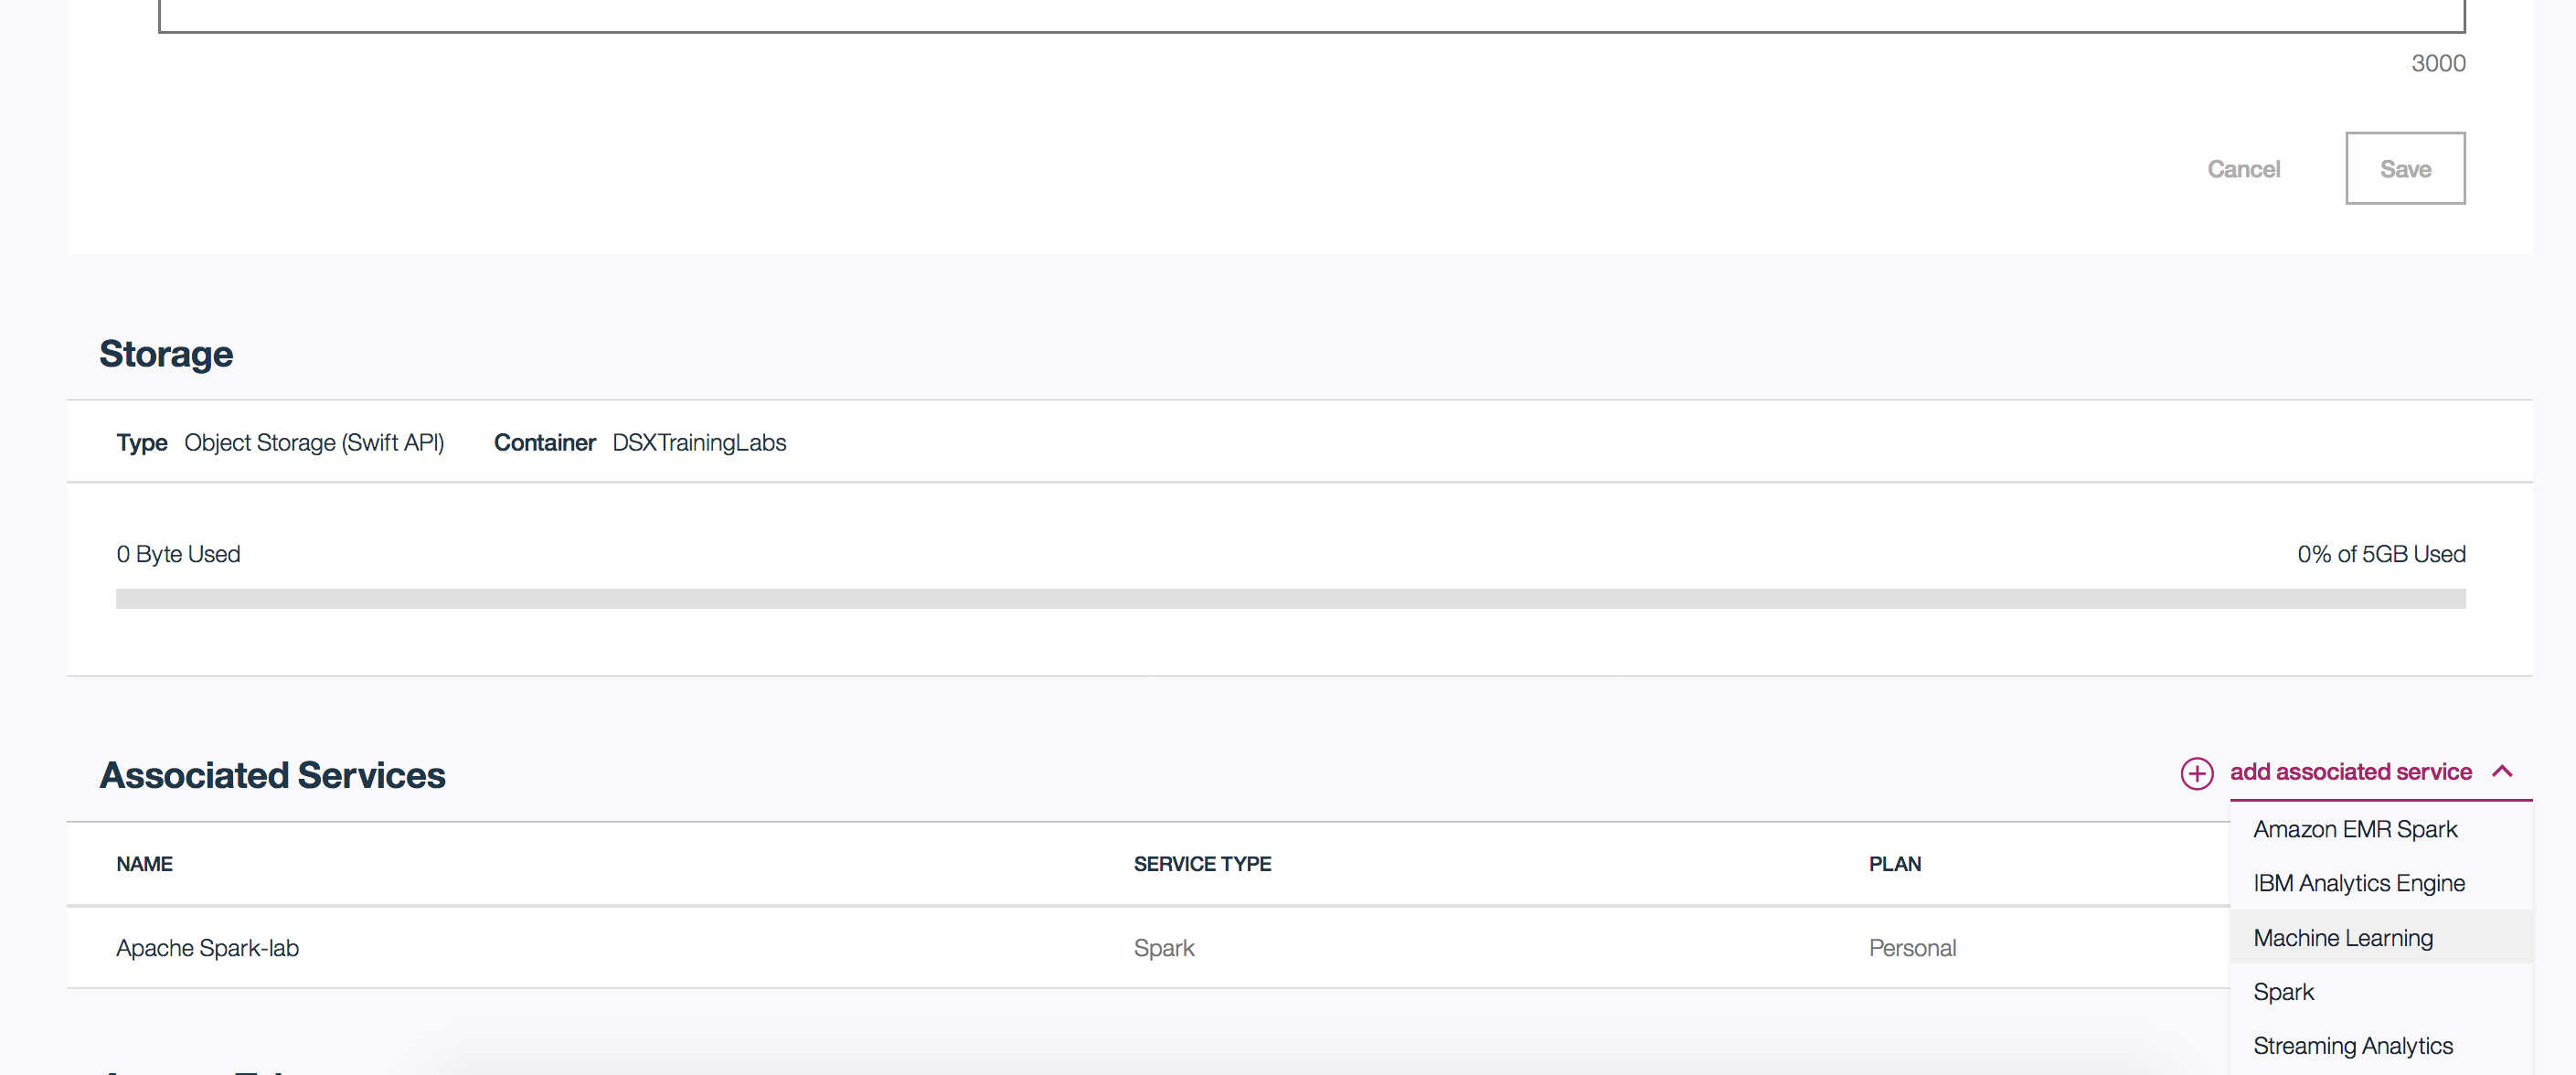 3000
Cancel Save
Storage
Type Object Storage (Swift API) Container DSXTrainingLabs
0 Byte Used 0% of 5GB Used
Associated Services add associated service
NAME SERVICE TYPE PLAN
Apache Spark-lab Spark Personal
Amazon EMR Spark
IBM Analytics Engine
Machine Learning
Spark
Streaming Analytics